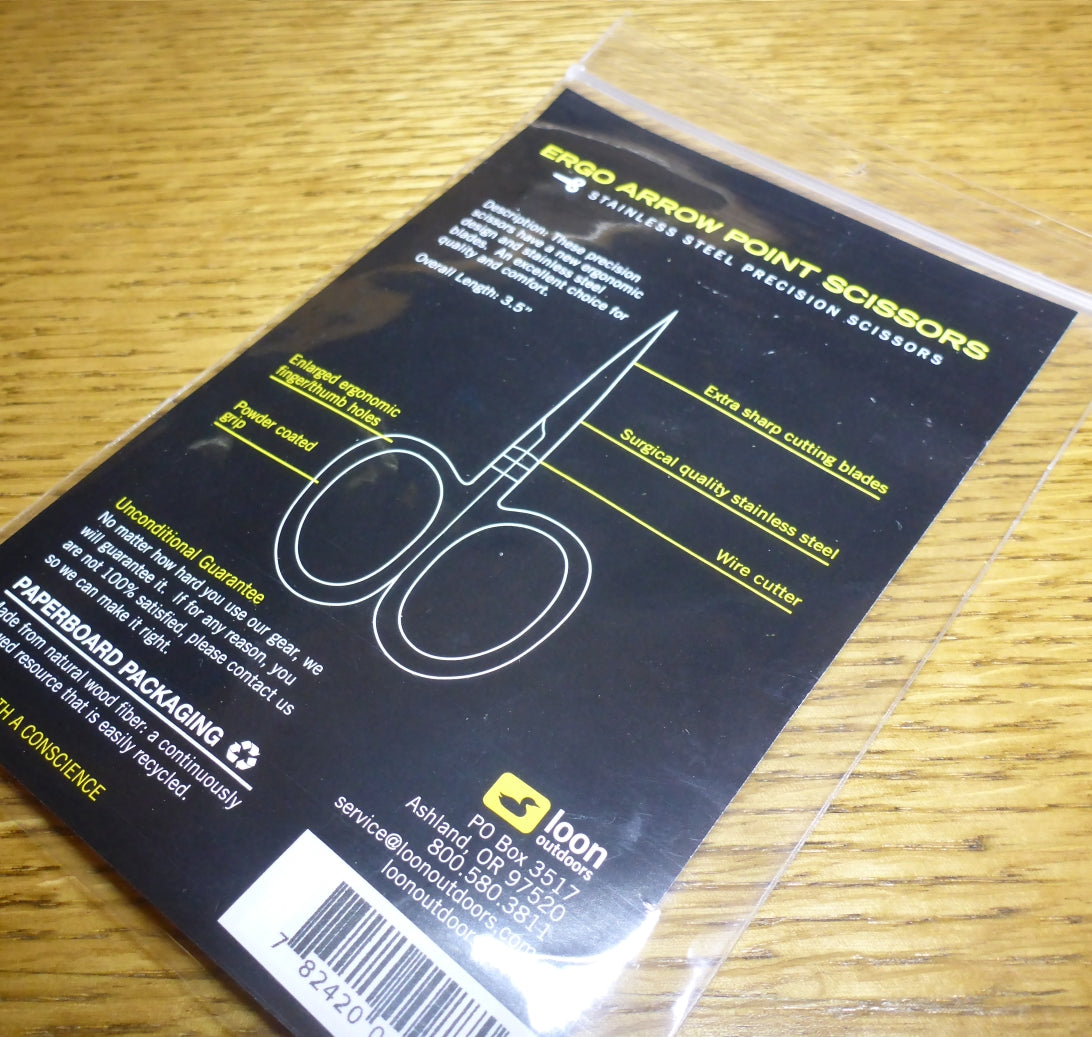 ERGO ARROW POINT SCISSORS
STAINLESS STEEL PRECISION SCISSORS
Description: These precision
scissors have a new ergonomic
design and stainless steel
blades. An excellent choice for
quality and comfort.
Overall Length: 3.5"
Enlarged ergonomic
finger/thumb holes
Powder coated
grip
Extra sharp cutting blades
Surgical quality stainless steel
Wire cutter
Unconditional Guarantee
No matter how hard you use our gear, we
will guarantee it. If for any reason, you
are not 100% satisfied, please contact us
so we can make it right.
PAPERBOARD PACKAGING
from natural wood fiber: a continuously
resource that is easily recycled.
A CONSCIENCE
loon
outdoors
PO Box 3517
Ashland, OR 97520
800.580.3811
service@loonoutdoors.com
7 82420 0